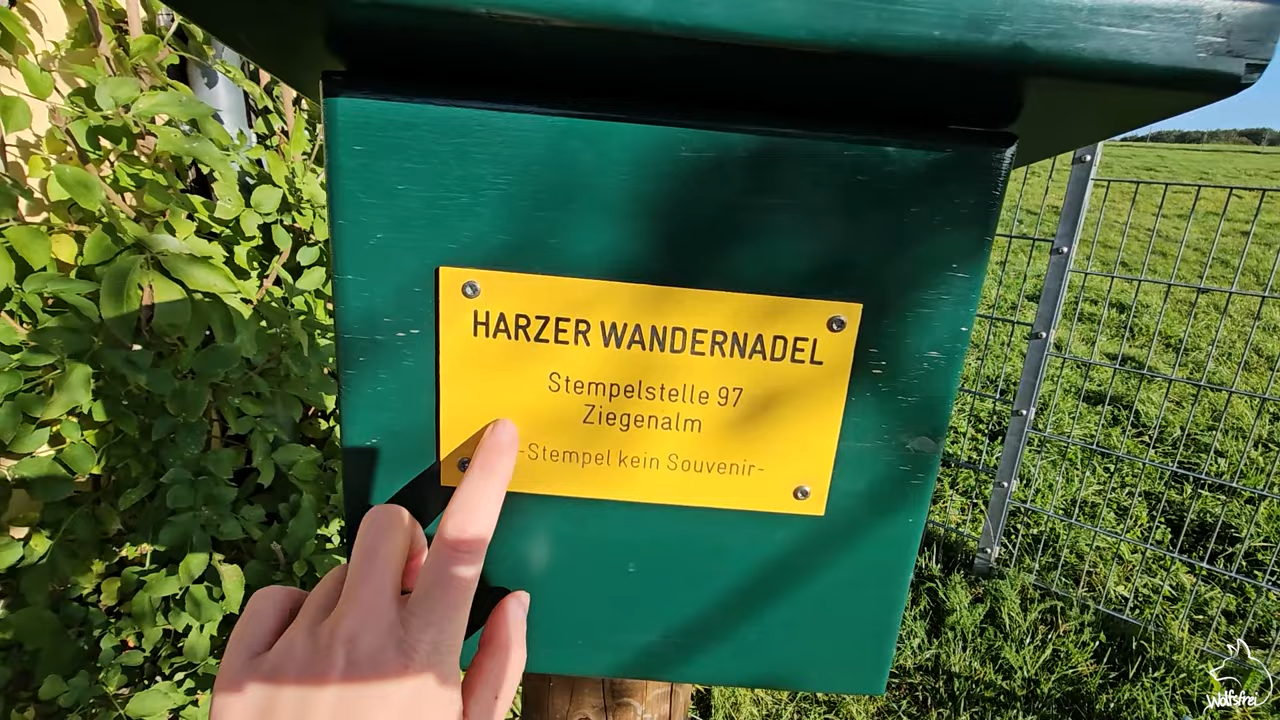 HARZER WANDERNADEL
Stempelstelle 97
Ziegenalm
-Stempel kein Souvenir-
Wolfsfrei